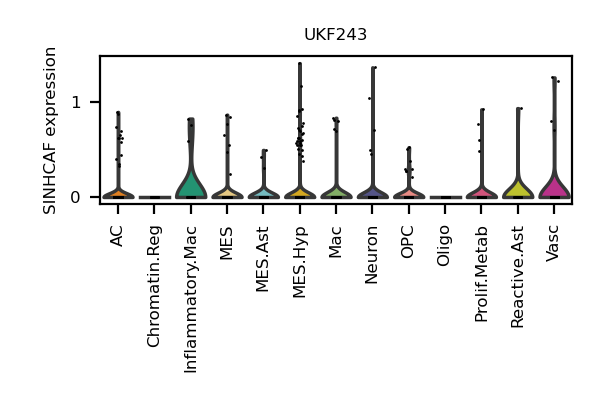 UKF243
SINHCAF expression
1
0
AC
Chromatin.Reg
Inflammatory.Mac
MES
MES.Ast
MES.Hyp
Mac
Neuron
OPC
Oligo
Prolif.Metab
Reactive.Ast
Vasc